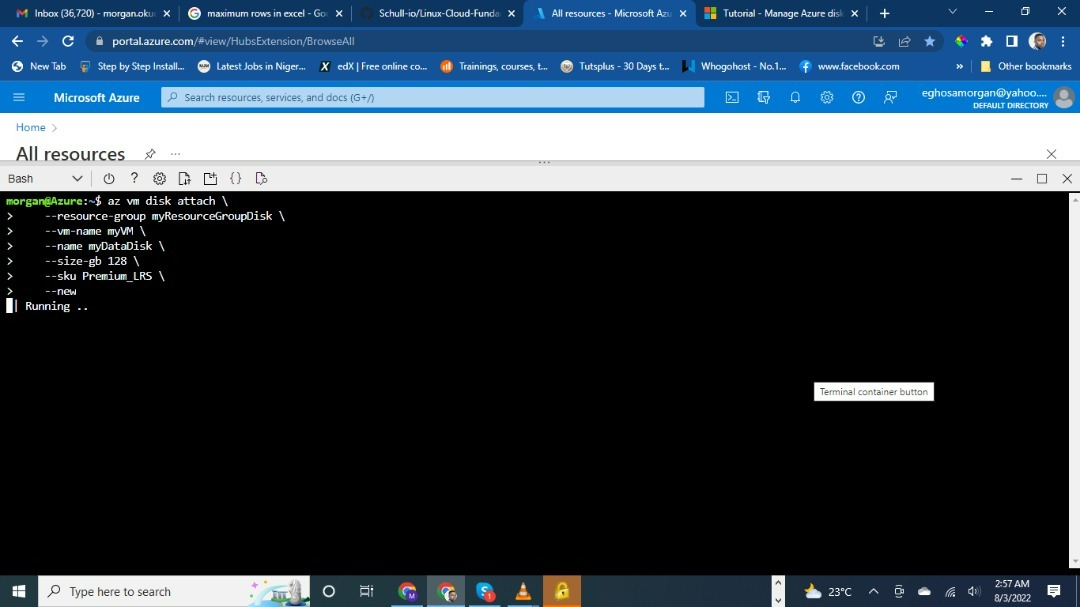 Inbox (36,720) - morgan.oku
maximum rows in excel - Go
Schull-io/Linux-Cloud-Funda
All resources - Microsoft Azu
Tutorial - Manage Azure disk
portal.azure.com/#view/HubsExtension/BrowseAll
New Tab
Step by Step Install...
Latest Jobs in Niger...
edX | Free online co...
Trainings, courses, t...
Tutsplus - 30 Days t...
Whogohost - No.1...
www.facebook.com
»
Other bookmarks
Microsoft Azure
Search resources, services, and docs (G+/)
eghosamorgan@yahoo....
DEFAULT DIRECTORY
Home >
All resources
Bash
morgan@Azure:~$ az vm disk attach \
> --resource-group myResourceGroupDisk \
> --vm-name myVM \
> --name myDataDisk \
> --size-gb 128 \
> --sku Premium_LRS \
> --new
| Running ..
Terminal container button
Type here to search
23°C
2:57 AM
8/3/2022